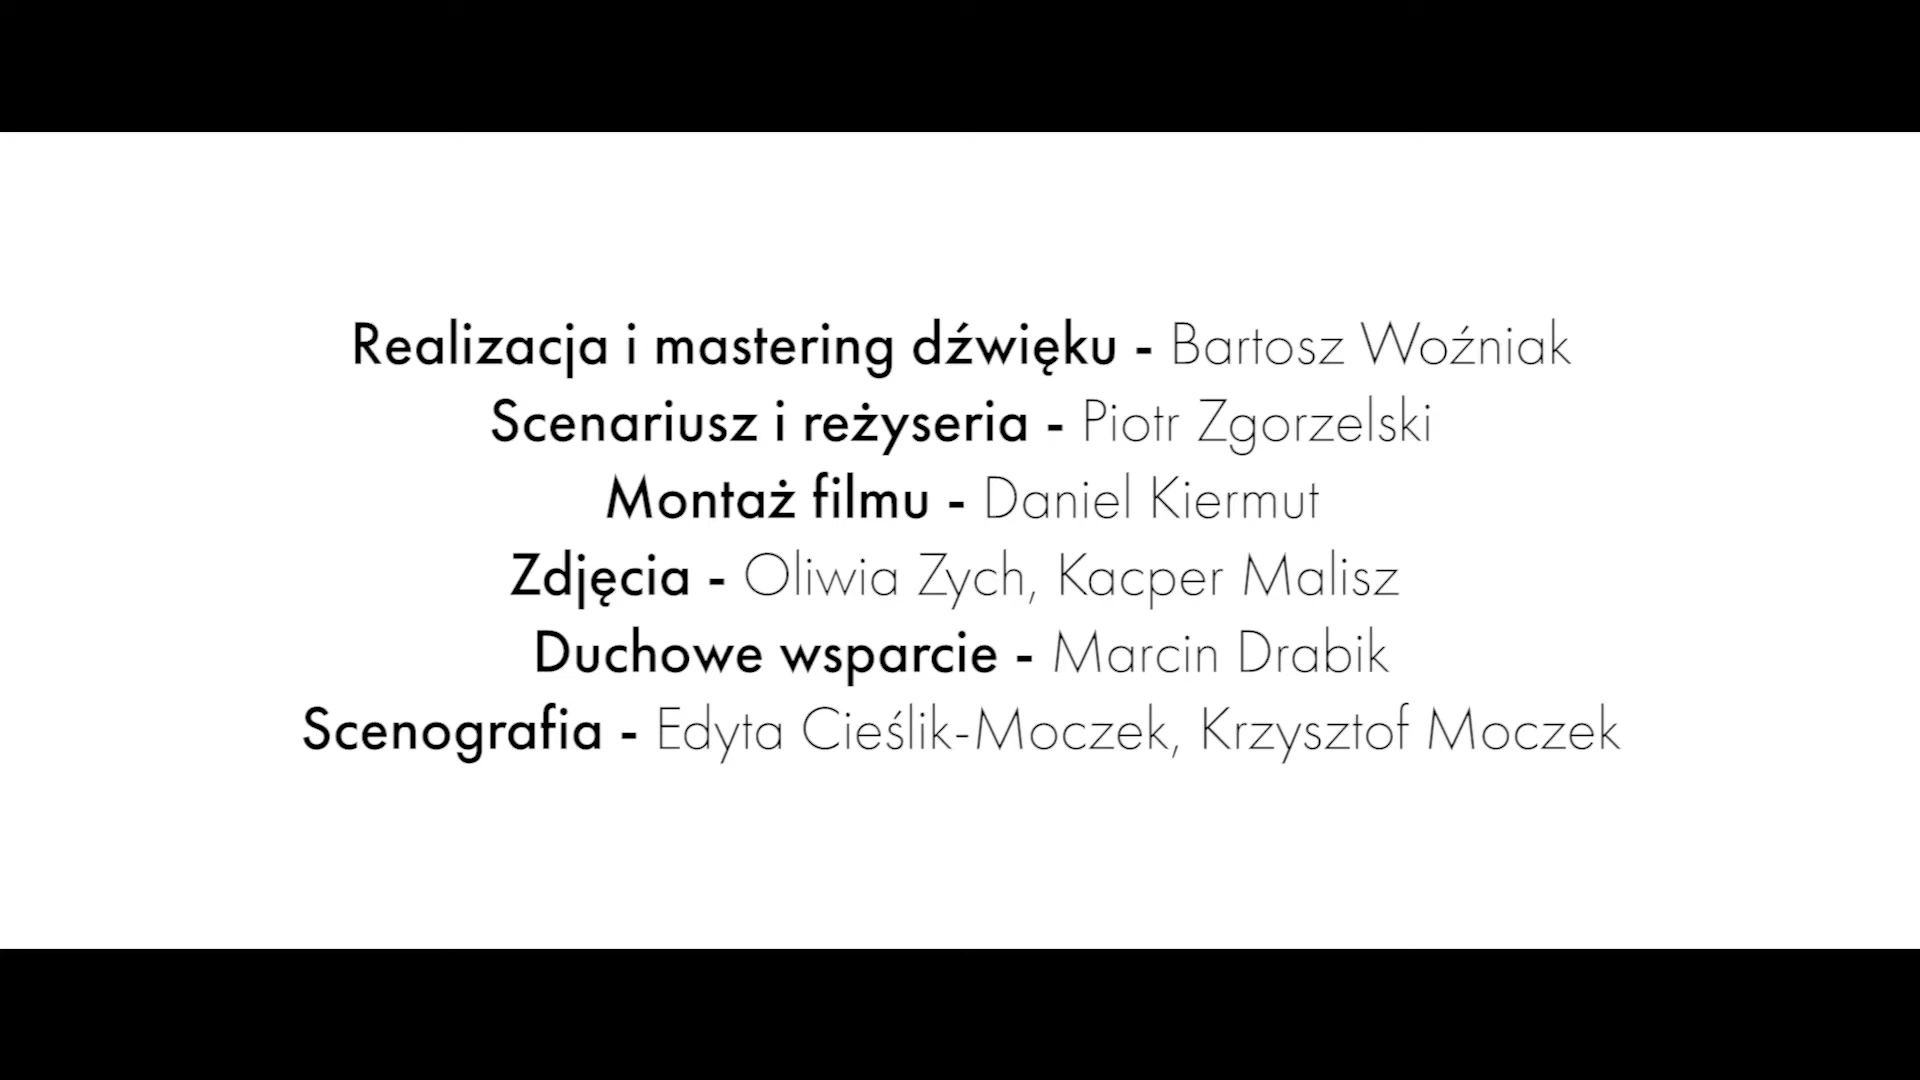 Realizacja i mastering dźwięku - Bartosz Woźniak
Scenariusz i reżyseria - Piotr Zgorzelski
Montaż filmu - Daniel Kiermut
Zdjęcia - Oliwia Zych, Kacper Malisz
Duchowe wsparcie - Marcin Drabik
Scenografia - Edyta Cieślik-Moczek, Krzysztof Moczek